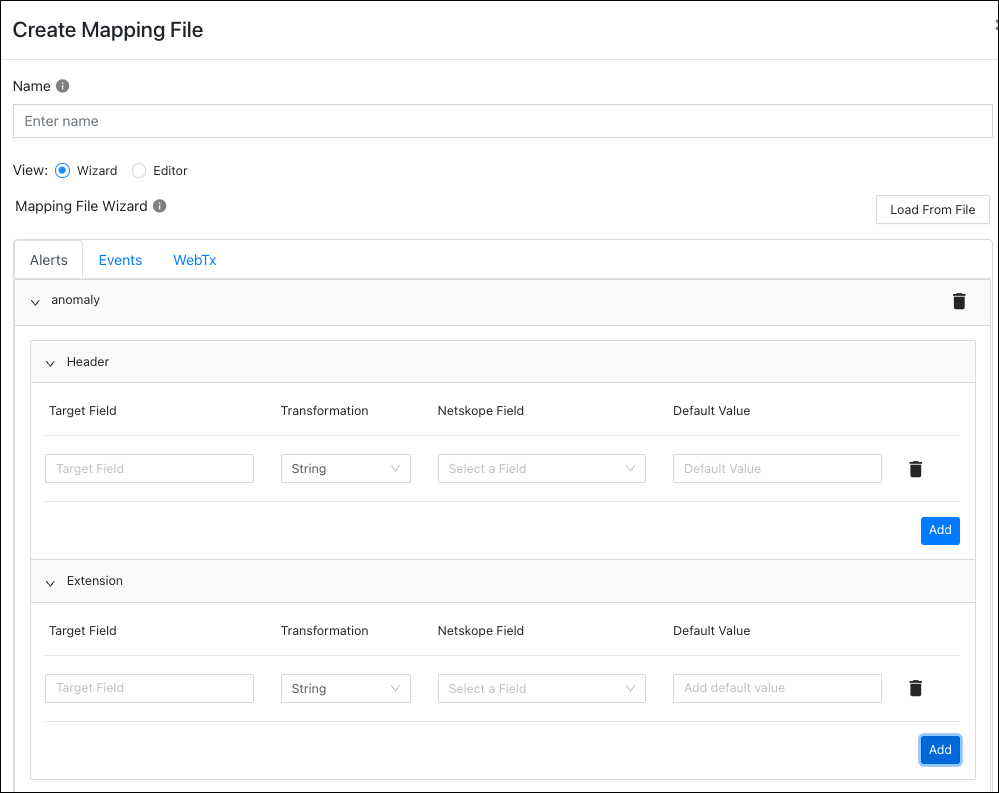 Create Mapping File
Name
Enter name
View: Wizard Editor
Mapping File Wizard
Load From File
Alerts Events WebTx
anomaly
Header
Target Field Transformation Netskope Field Default Value
Target Field String Select a Field Default Value
Add
Extension
Target Field Transformation Netskope Field Default Value
Target Field String Select a Field Add default value
Add